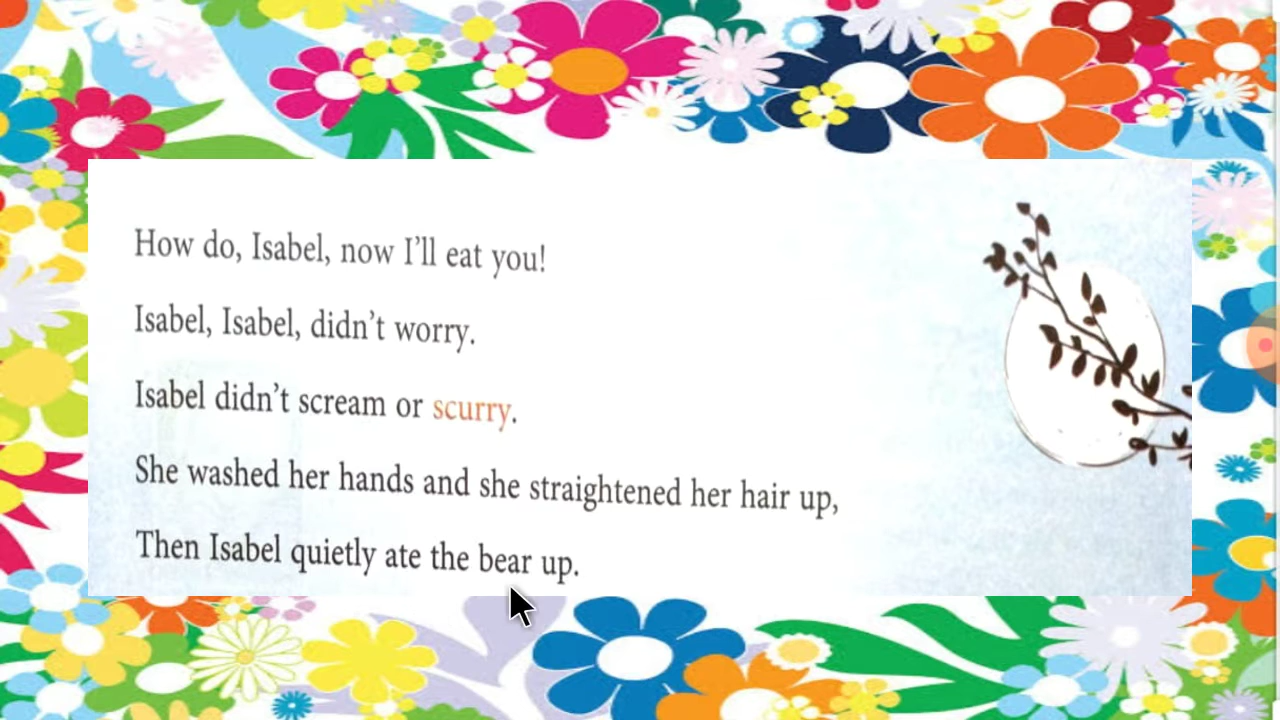 How do, Isabel, now I'll eat you!
Isabel, Isabel, didn't worry.
Isabel didn't scream or scurry.
She washed her hands and she straightened her hair up,
Then Isabel quietly ate the bear up.